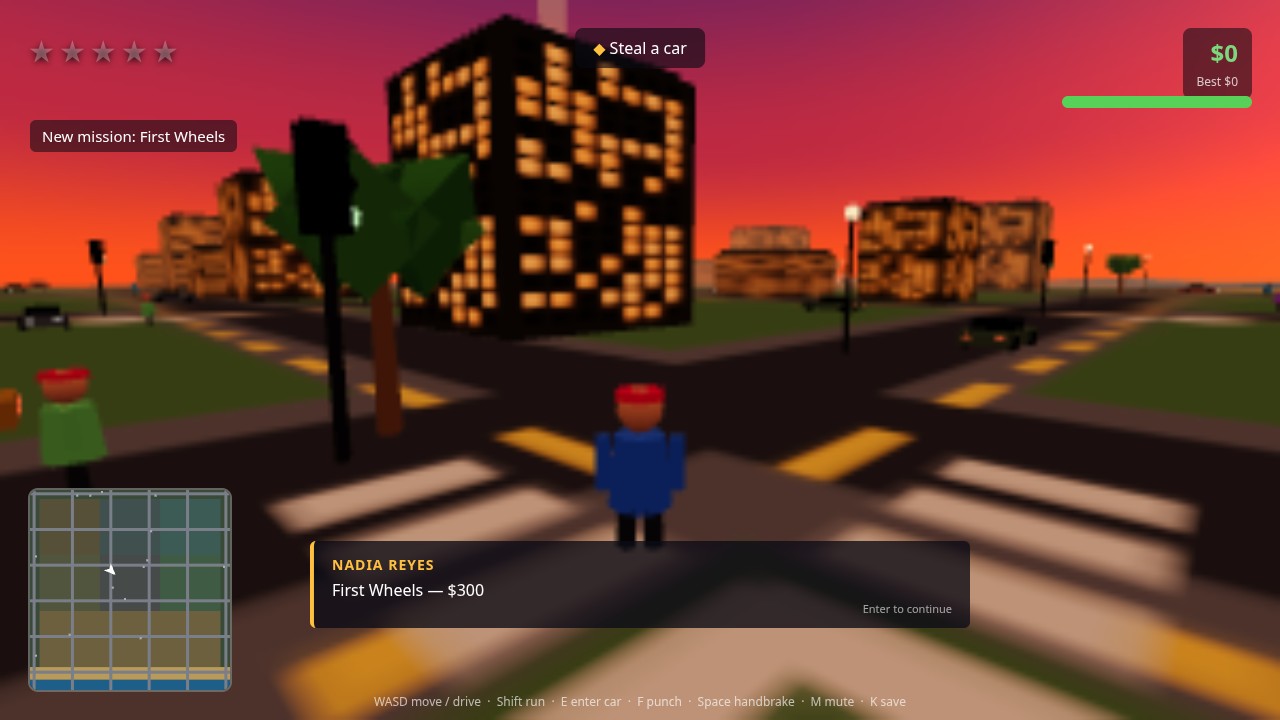 Steal a car
$0
Best $0
New mission: First Wheels
NADIA REYES
First Wheels — $300
Enter to continue
WASD move / drive · Shift run · E enter car · F punch · Space handbrake · M mute · K save